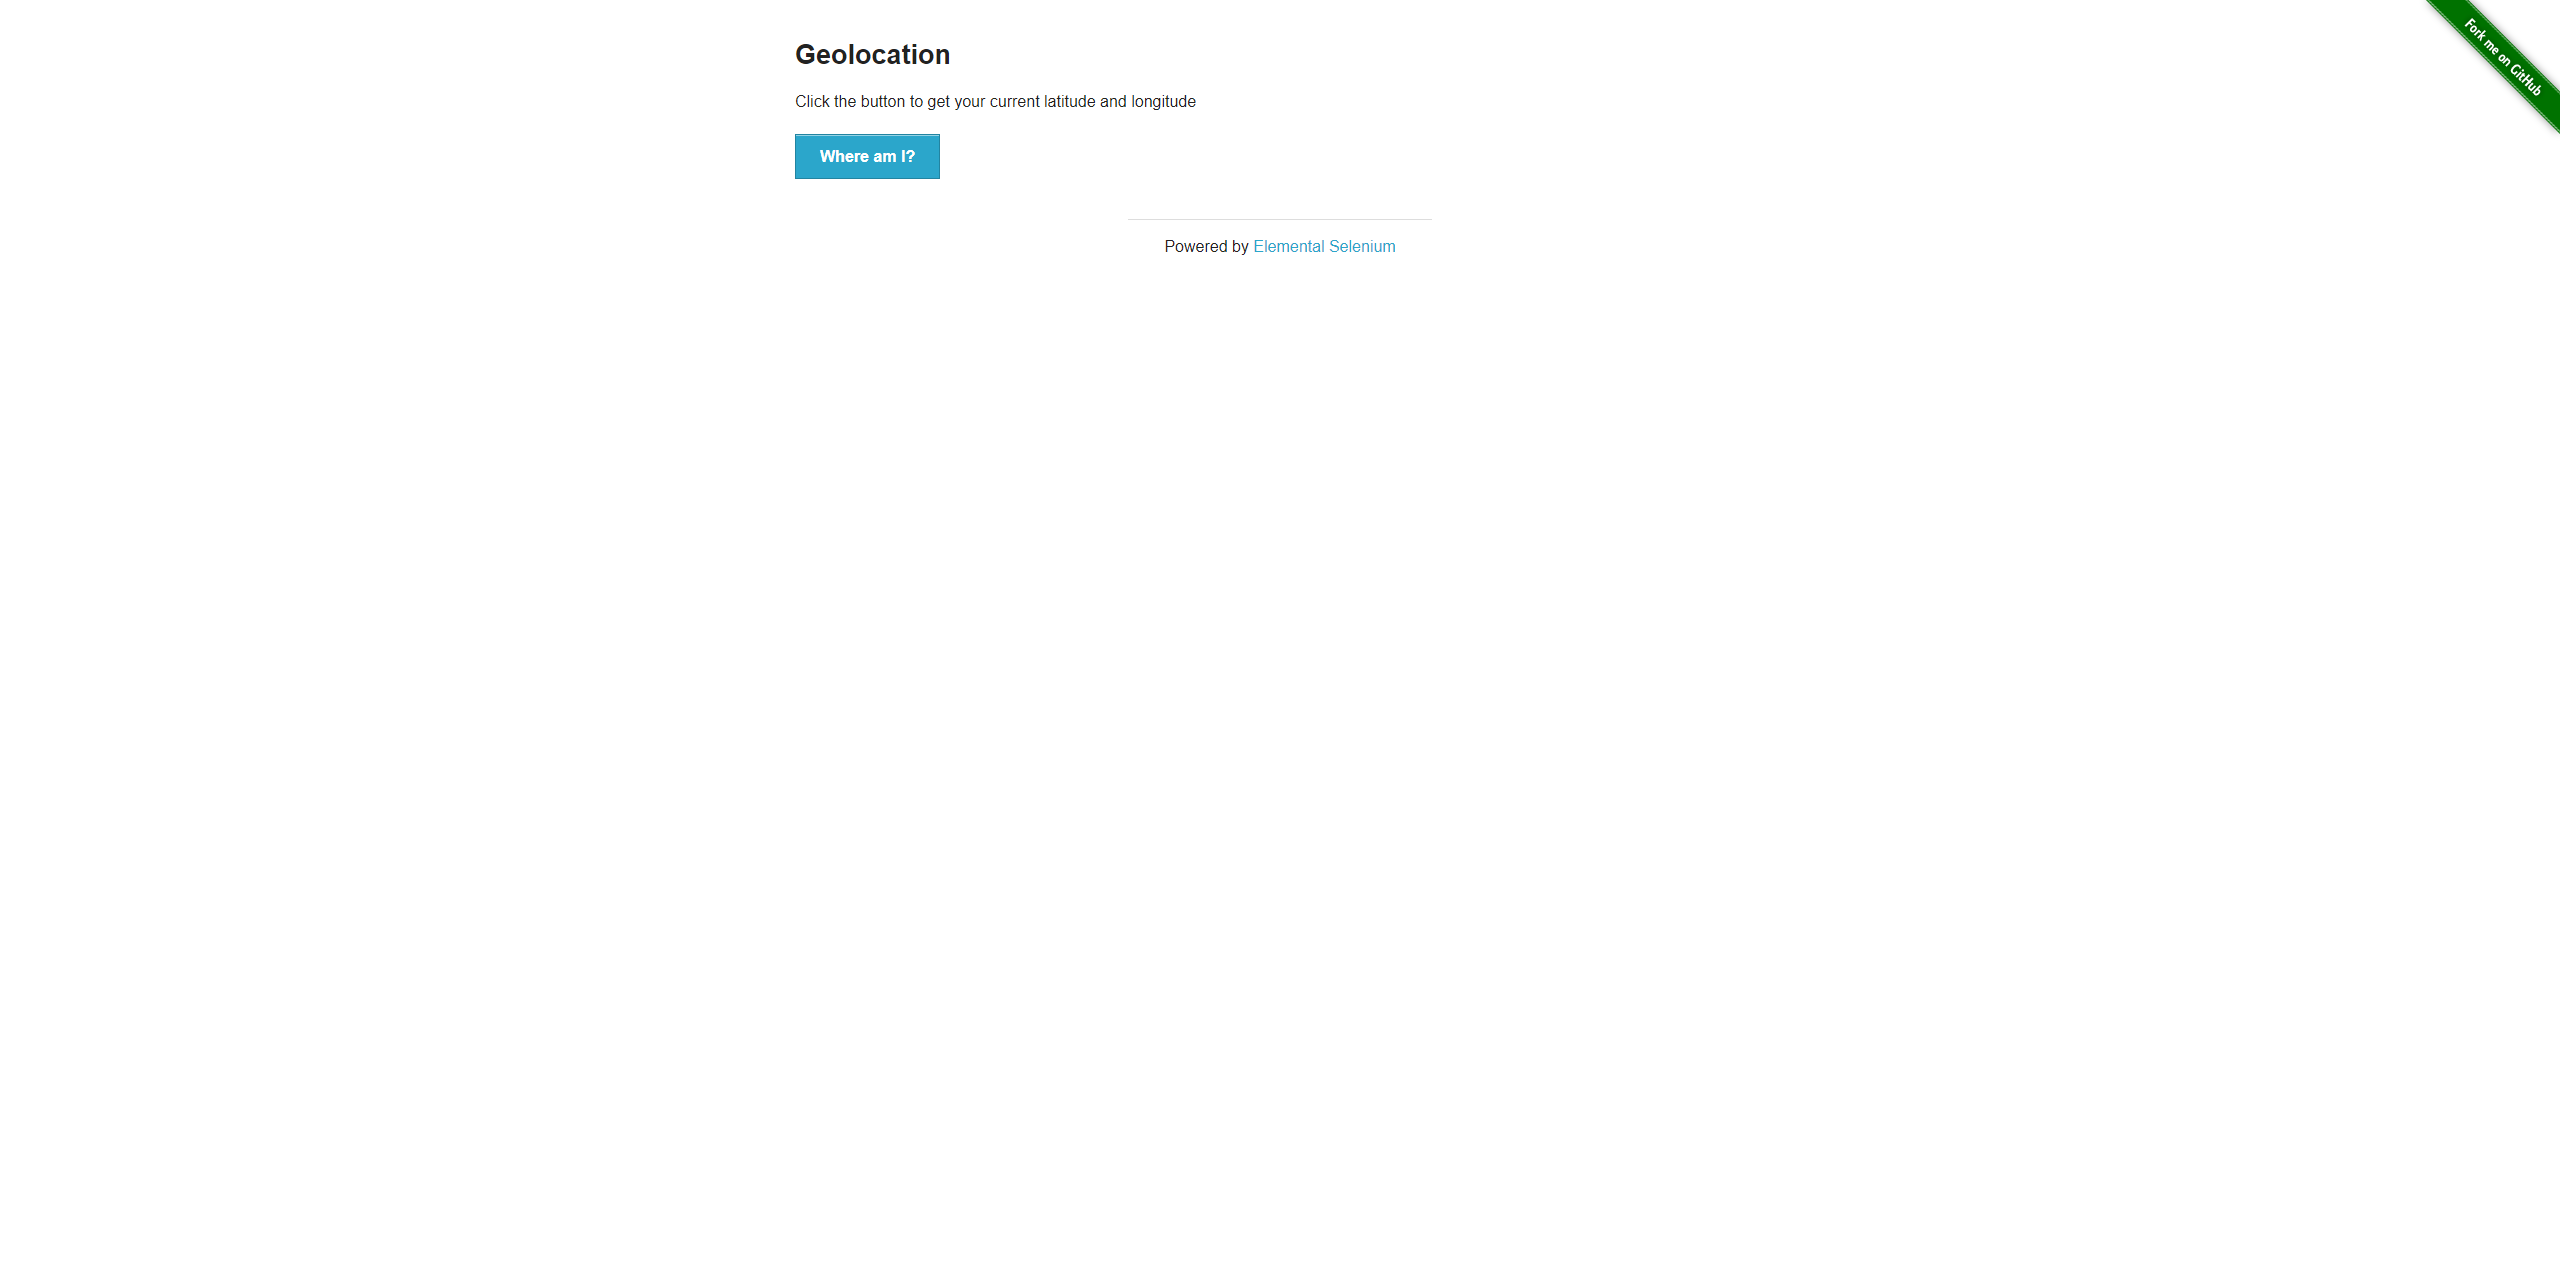 Geolocation
Click the button to get your current latitude and longitude
Where am I?
Powered by Elemental Selenium
Fork me on GitHub